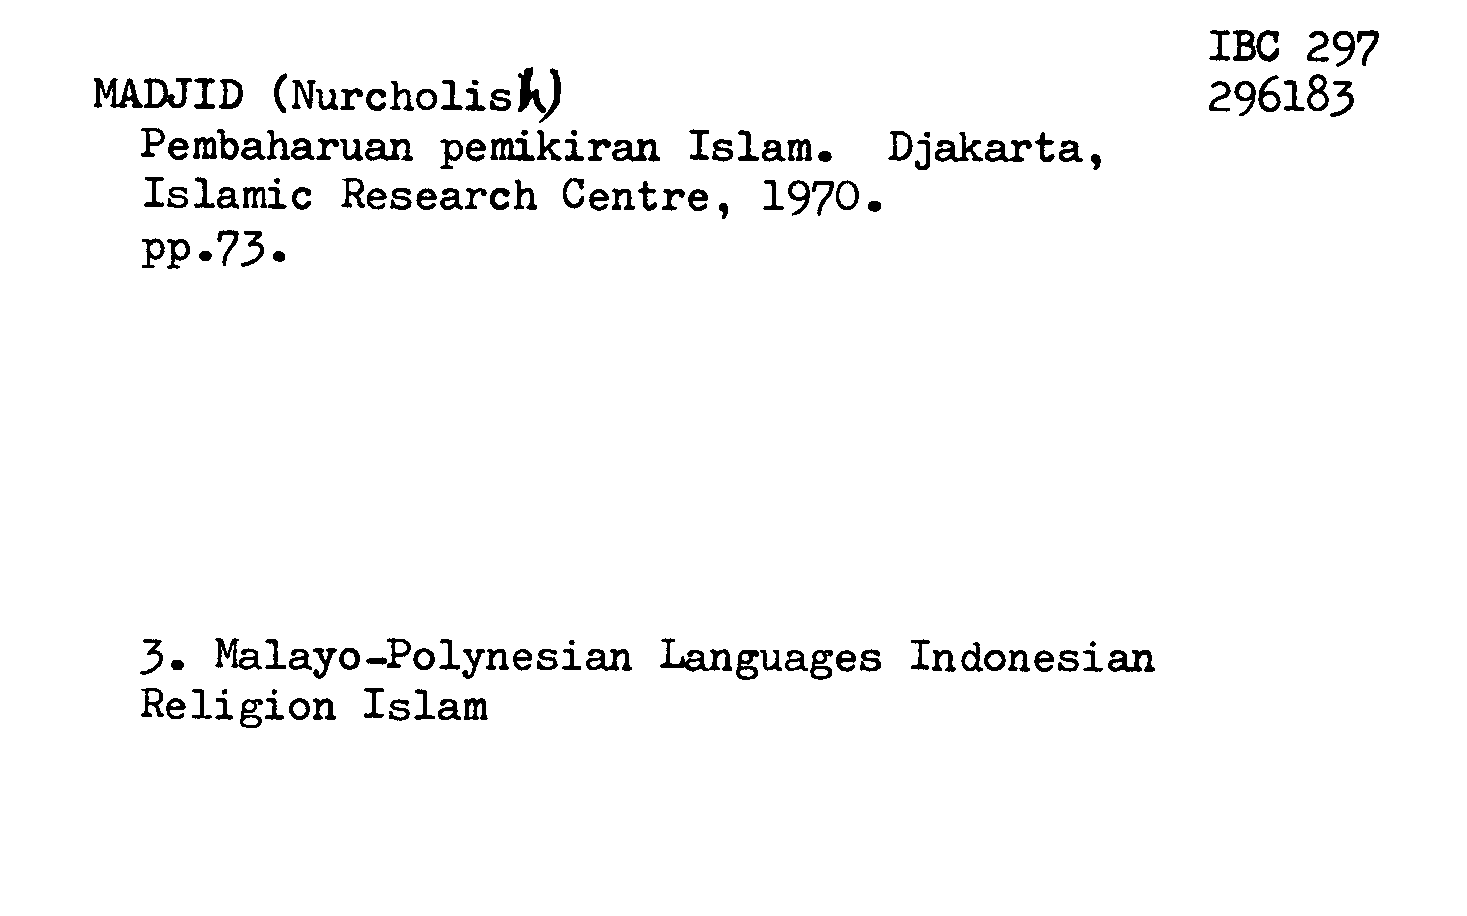 IBC 297
MADJID (Nurcholish)
296183
Pembaharuan pemikiran Islam. Djakarta,
Islamic Research Centre, 1970.
pp.73.
3. Malayo-Polynesian Languages Indonesian
Religion Islam